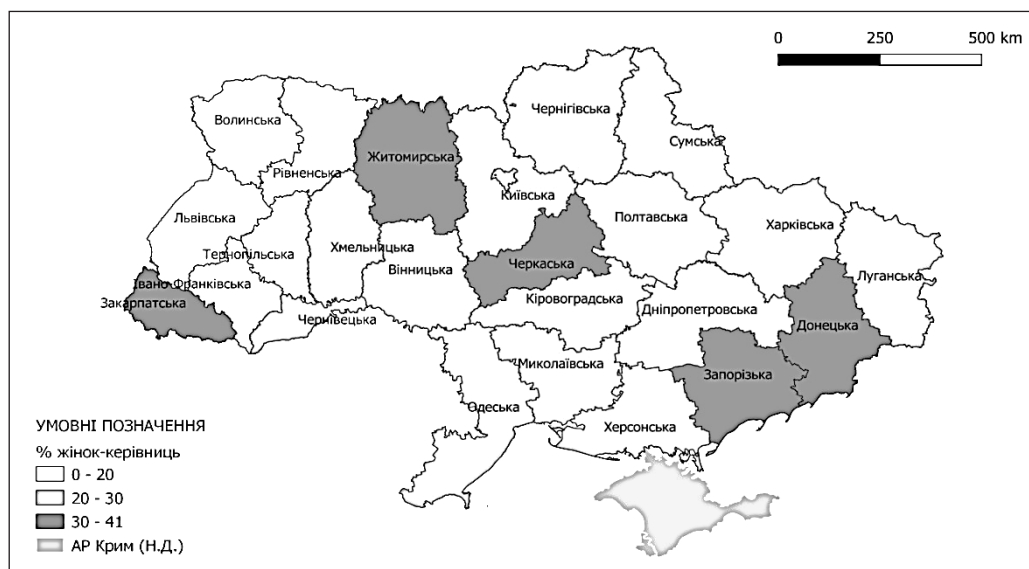 0 250 500 km
Чернігівська
Волинська
Сумська
Житомирська
Рівненська
Київська
Львівська
Полтавська
Харківська
Хмельницька
Тернопільська
Черкаська
Вінницька
Луганська
Івано-Франківська
Закарпатська
Кіровоградська
Дніпропетровська
Чернівецька
Донецька
Миколаївська
Запорізька
Одеська
Херсонська
УМОВНІ ПОЗНАЧЕННЯ
% жінок-керівниць
0 - 20
20 - 30
30 - 41
АР Крим (Н.Д.)